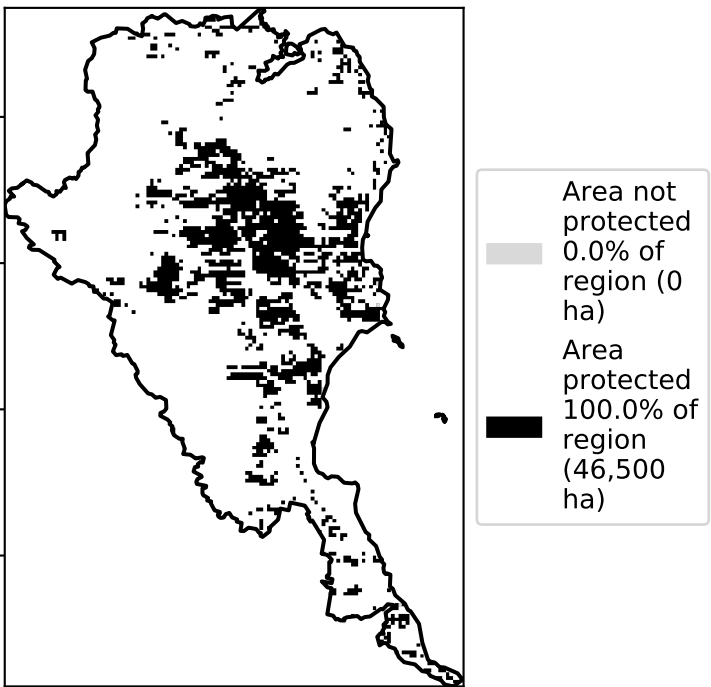 Area not
protected
0.0% of
region (0
ha)
Area
protected
100.0% of
region
(46,500
ha)